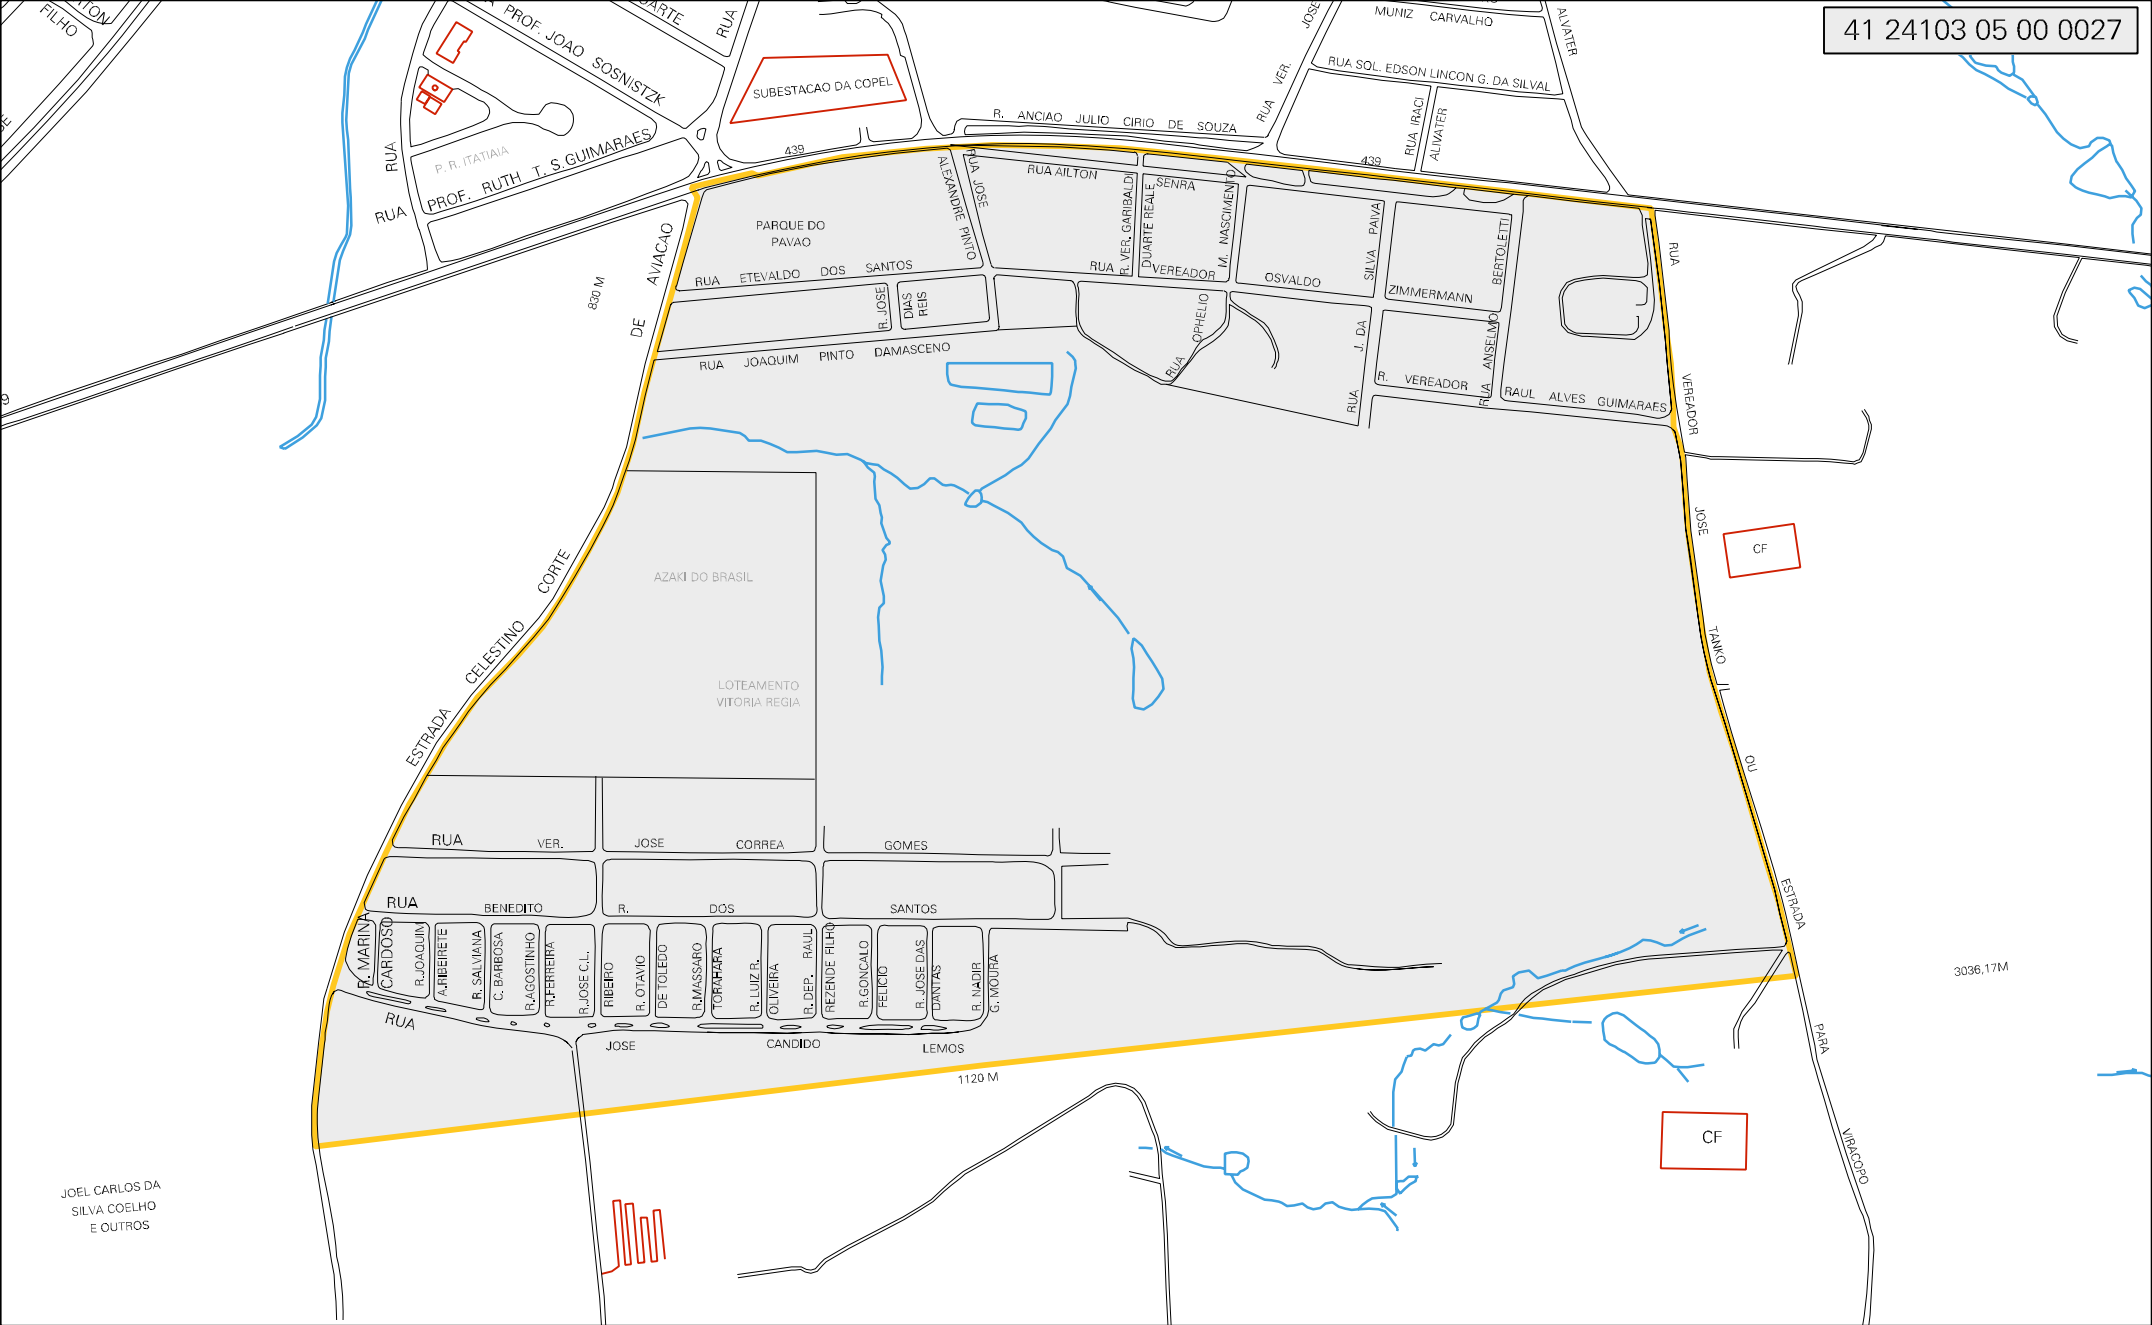 41 24103 05 00 0027
FILHO
PROF. JOAO SOSNISTZK
RUA
MUNIZ CARVALHO
ALVATER
JOSE
RUA SOL. EDSON LINCON G. DA SILVAL
SUBESTACAO DA COPEL
RUA VER.
R. ANCIAO JULIO CIRIO DE SOUZA
RUA IRACI
ALIVATER
P. R. ITATIAIA
RUA
RUA PROF. RUTH T. S. GUIMARAES
439
439
RUA AILTON
SENRA
ALEXANDRE PINTO
RUA JOSE
R. VER. GARIBALDI
DUARTE REALE
M. NASCIMENTO
SILVA PAIVA
BERTOLETTI
PARQUE DO
PAVAO
RUA ETEVALDO DOS SANTOS
RUA VEREADOR OSVALDO ZIMMERMANN
830 M
R. JOSE
DIAS
REIS
RUA OPHELIO
RUA J. DA
RUA ANSELMO
RUA JOAQUIM PINTO DAMASCENO
R. VEREADOR RAUL ALVES GUIMARAES
9
ESTRADA CELESTINO CORTE DE AVIACAO
RUA VEREADOR JOSE TANKO OU ESTRADA PARA VIRACOPO
CF
AZAKI DO BRASIL
LOTEAMENTO
VITORIA REGIA
RUA VER. JOSE CORREA GOMES
RUA BENEDITO R. DOS SANTOS
R. MARINA
CARDOSO
R.JOAQUIM
A.RIBEIRETE
R. SALVIANA
C. BARBOSA
R.AGOSTINHO
R.FERREIRA
R.JOSE C.L.
RIBEIRO
R. OTAVIO
DE TOLEDO
R.MASSARO
TORAHARA
R. LUIZ R.
OLIVEIRA
R. DEP. RAUL
REZENDE FILHO
R.GONCALO
FELICIO
R. JOSE DAS
DANTAS
R. NADIR
G. MOURA
RUA JOSE CANDIDO LEMOS
3036,17M
1120 M
CF
JOEL CARLOS DA
SILVA COELHO
E OUTROS